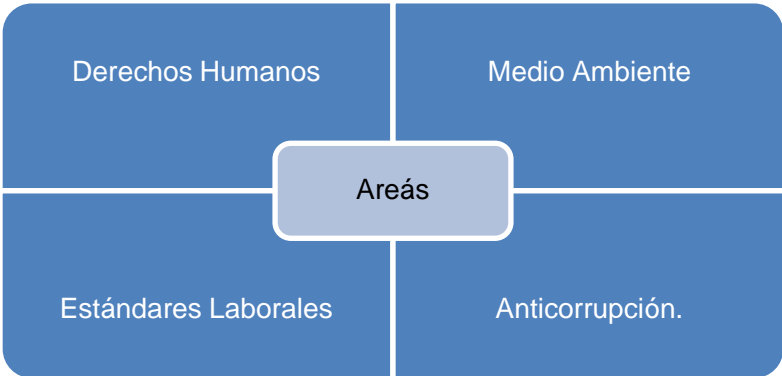 Derechos Humanos
Medio Ambiente
Areás
Estándares Laborales
Anticorrupción.